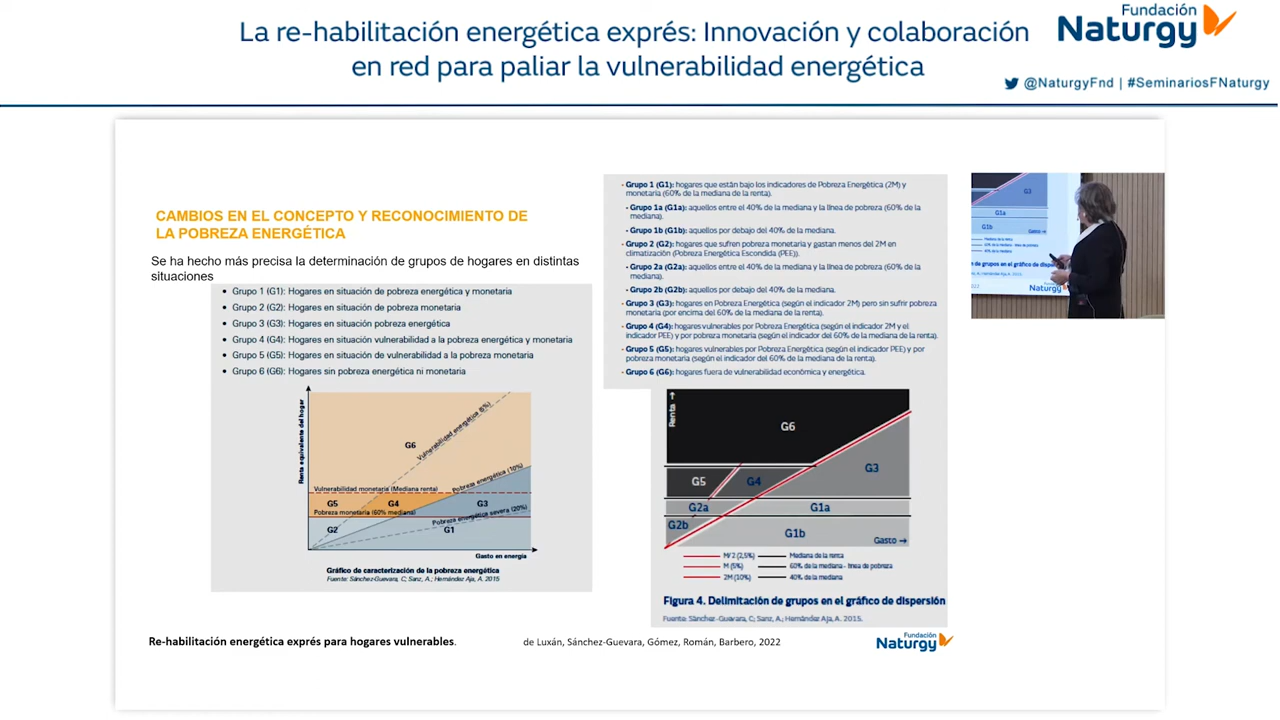 La re-habilitación energética exprés: Innovación y colaboración
en red para paliar la vulnerabilidad energética
Fundación
Naturgy
@NaturgyFnd | #SeminariosFNaturgy
CAMBIOS EN EL CONCEPTO Y RECONOCIMIENTO DE
LA POBREZA ENERGÉTICA
Se ha hecho más precisa la determinación de grupos de hogares en distintas
situaciones
• Grupo 1 (G1): Hogares en situación de pobreza energética y monetaria
• Grupo 2 (G2): Hogares en situación de pobreza monetaria
• Grupo 3 (G3): Hogares en situación pobreza energética
• Grupo 4 (G4): Hogares en situación vulnerabilidad a la pobreza energética y monetaria
• Grupo 5 (G5): Hogares en situación de vulnerabilidad a la pobreza monetaria
• Grupo 6 (G6): Hogares sin pobreza energética ni monetaria
Renta equivalente del hogar
G6
Vulnerabilidad energética (6%)
Pobreza energética (10%)
Vulnerabilidad monetaria (Mediana renta)
G5
G4
G3
Pobreza monetaria (60% mediana)
Pobreza energética severa (20%)
G2
G1
Gasto en energía
Gráfico de caracterización de la pobreza energética
Fuente: Sánchez-Guevara, C; Sanz, A.; Hernández Aja, A. 2015
- Grupo 1 (G1): hogares que están bajo los indicadores de Pobreza Energética (2M) y
monetaria (60% de la mediana de la renta).
- Grupo 1a (G1a): aquellos entre el 40% de la mediana y la línea de pobreza (60% de la
mediana).
- Grupo 1b (G1b): aquellos por debajo del 40% de la mediana.
- Grupo 2 (G2): hogares que sufren pobreza monetaria y gastan menos del 2M en
climatización (Pobreza Energética Escondida (PEE)).
- Grupo 2a (G2a): aquellos entre el 40% de la mediana y la línea de pobreza (60% de la
mediana).
- Grupo 2b (G2b): aquellos por debajo del 40% de la mediana.
- Grupo 3 (G3): hogares en Pobreza Energética (según el indicador 2M) pero sin sufrir pobreza
monetaria (por encima del 60% de la mediana de la renta).
- Grupo 4 (G4): hogares vulnerables por Pobreza Energética (según el indicador 2M y el
indicador PEE) y por pobreza monetaria (según el indicador del 60% de la mediana de la renta).
- Grupo 5 (G5): hogares vulnerables por Pobreza Energética (según el indicador PEE) y por
pobreza monetaria (según el indicador del 60% de la mediana de la renta).
- Grupo 6 (G6): hogares fuera de vulnerabilidad económica y energética.
Renta →
G6
G3
G5
G4
G2a
G1a
G2b
G1b
Gasto →
M/2 (2,5%)
Mediana de la renta
M (5%)
60% de la mediana - línea de pobreza
2M (10%)
40% de la mediana
Figura 4. Delimitación de grupos en el gráfico de dispersión
Fuente: Sánchez-Guevara, C; Sanz, A.; Hernández Aja, A. 2015.
G3
G1a
G1b
Gasto →
Re-habilitación energética exprés para hogares vulnerables.
de Luxán, Sánchez-Guevara, Gómez, Román, Barbero, 2022
Fundación
Naturgy